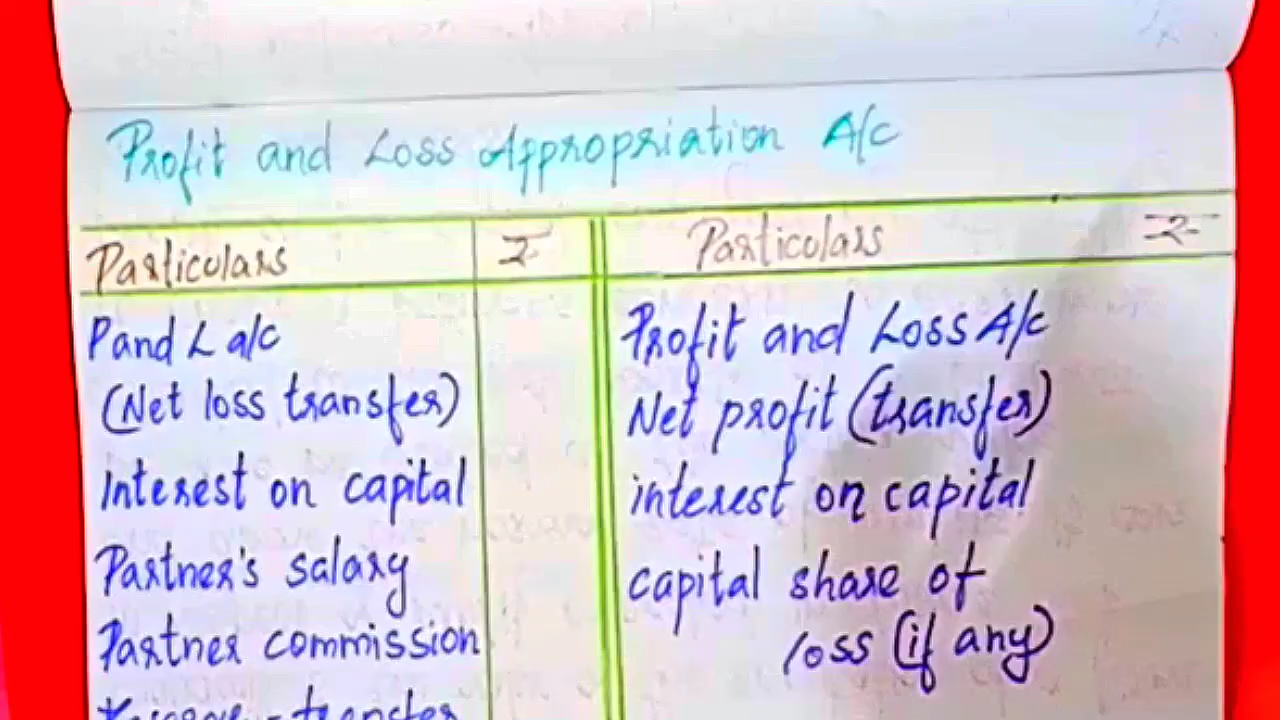 Profit and Loss Appropriation A/c
Particulars ₹ Particulars ₹
P and L a/c
(Net loss transfer)
Interest on capital
Partner's salary
Partner commission
transfer
Profit and Loss A/c
Net profit (transfer)
interest on capital
capital share of
loss (if any)